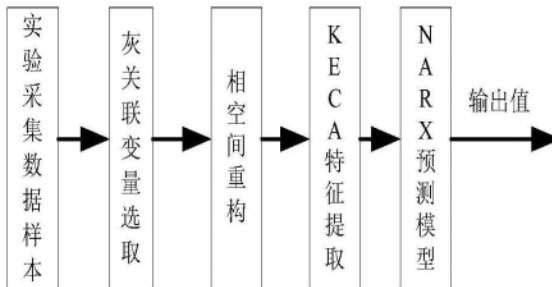 实验采集数据样本
灰关联变量选取
相空间重构
KECA特征提取
NARX预测模型
输出值